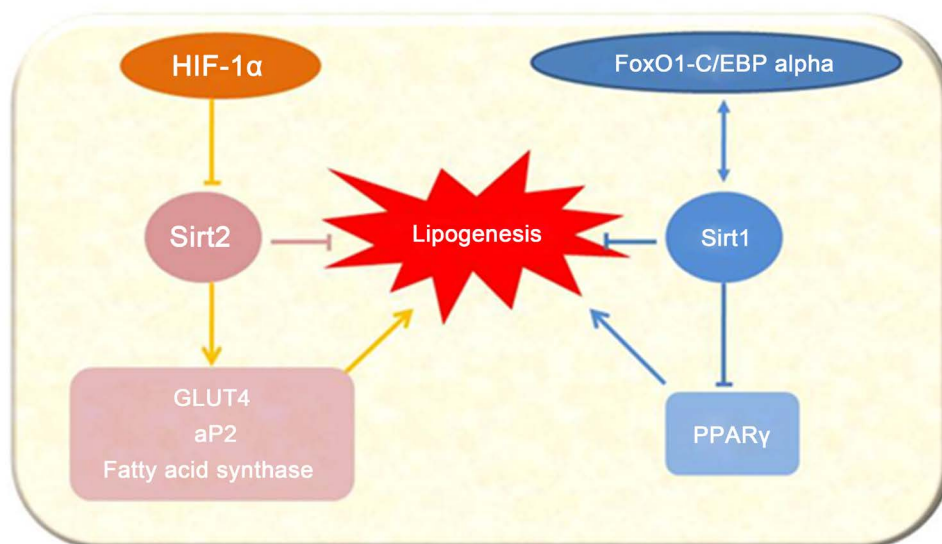 HIF-1α
FoxO1-C/EBP alpha
Sirt2
Lipogenesis
Sirt1
GLUT4
aP2
Fatty acid synthase
PPARγ